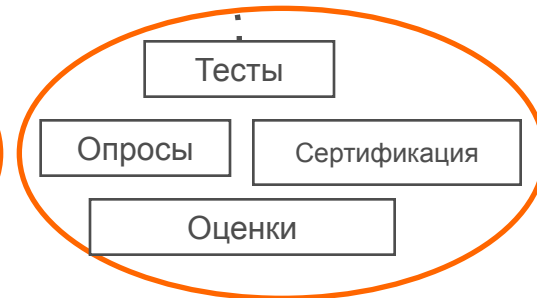 Тесты
Опросы
Сертификация
Оценки